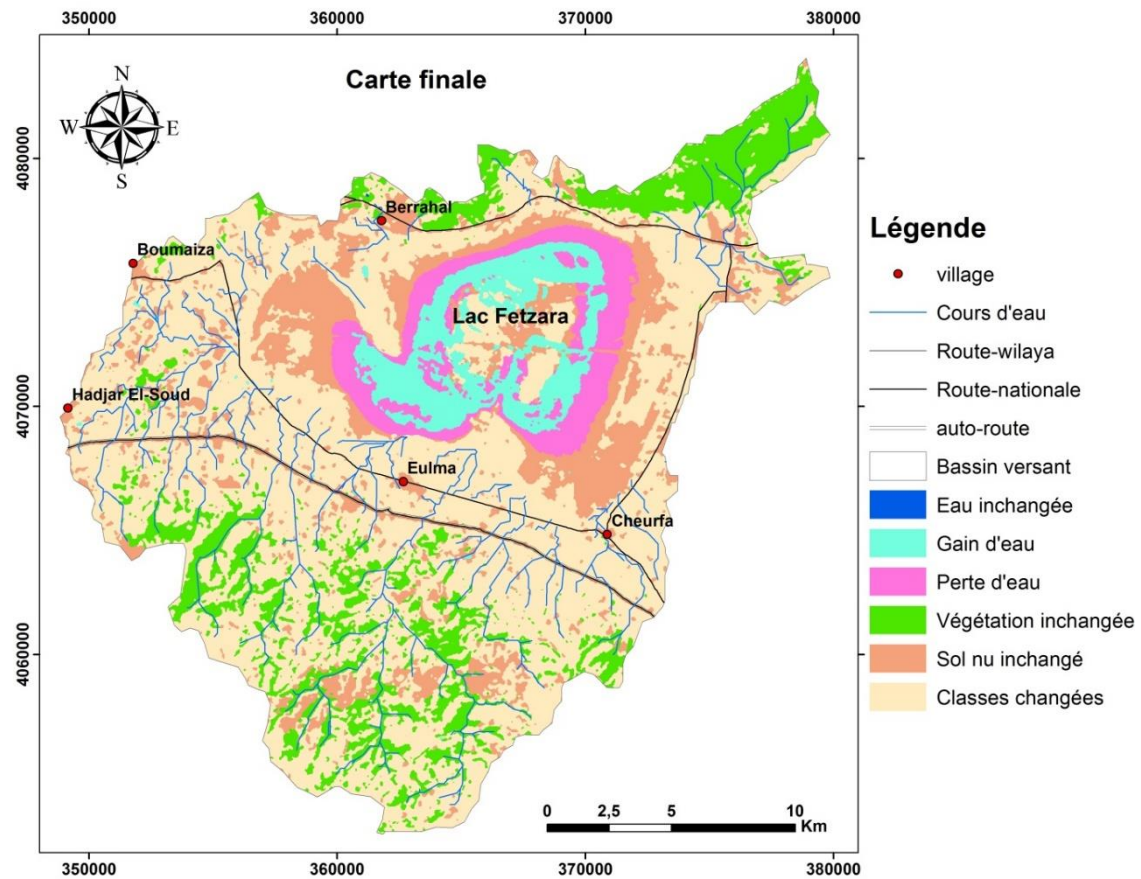 350000
360000
370000
380000
Carte finale
N
W
E
S
4080000
Berrahal
Boumaiza
Légende
village
Lac Fetzara
Cours d'eau
Route-wilaya
4070000
Hadjar El-Soud
Route-nationale
auto-route
Bassin versant
Eulma
Eau inchangée
Cheurfa
Gain d'eau
Perte d'eau
Végétation inchangée
4060000
Sol nu inchangé
Classes changées
0
2,5
5
10
Km
350000
360000
370000
380000